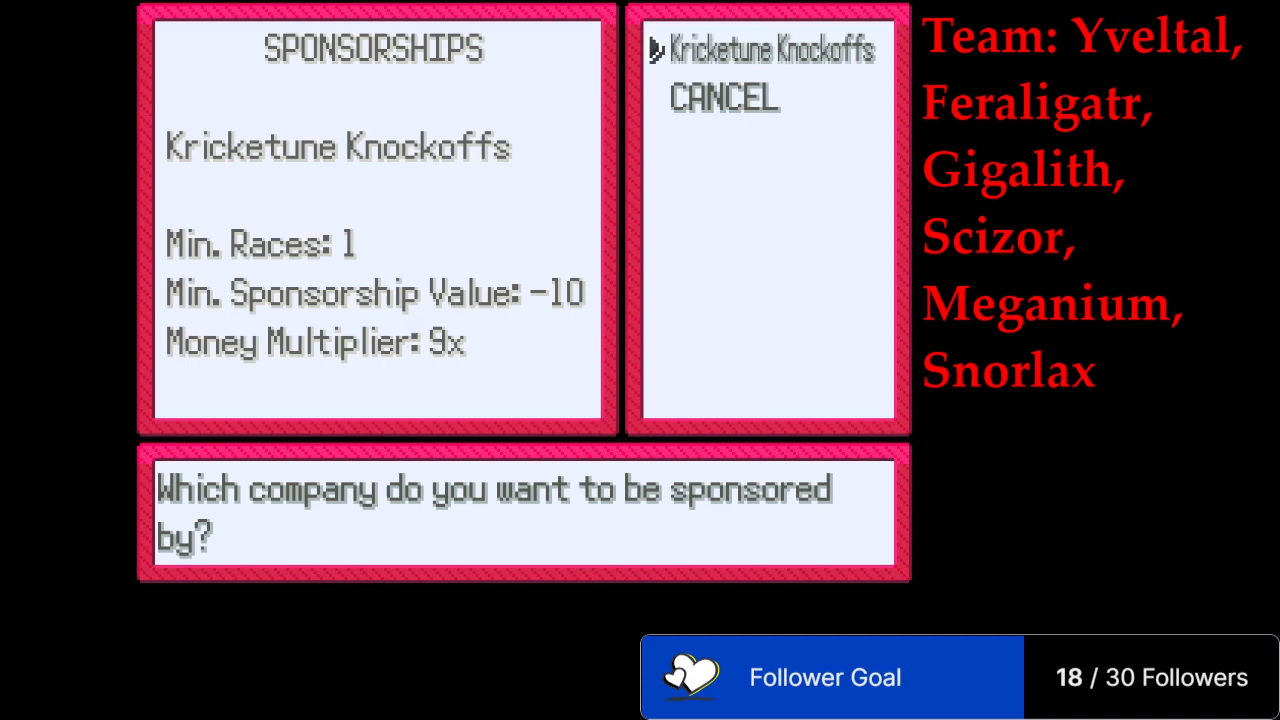 SPONSORSHIPS
Kricketune Knockoffs
Min. Races: 1
Min. Sponsorship Value: -10
Money Multiplier: 9x
Kricketune Knockoffs
CANCEL
Which company do you want to be sponsored
by?
Team: Yveltal,
Feraligatr,
Gigalith,
Scizor,
Meganium,
Snorlax
Follower Goal
18 / 30 Followers